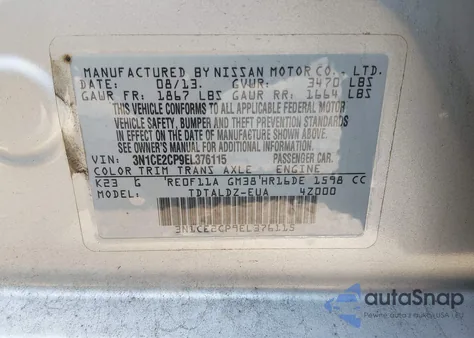 MANUFACTURED BY NISSAN MOTOR CO., LTD.
DATE: 08/13. GVWR: 3470 LBS
GAWR FR: 1867 LBS GAWR RR: 1664 LBS
THIS VEHICLE CONFORMS TO ALL APPLICABLE FEDERAL MOTOR
VEHICLE SAFETY, BUMPER AND THEFT PREVENTION STANDARDS
IN EFFECT ON THE DATE OF MANUFACTURE SHOWN ABOVE.
SEE OWNER'S MANUAL FOR ADDITIONAL INFORMATION
VIN: 3N1CE2CP9EL376115 PASSENGER CAR.
COLOR TRIM TRANS AXLE ENGINE
K23 G RE0F11A GM38 HR16DE 1598 CC
MODEL: TDTALDZ-EUA 4Z000
3N1CE2CP9EL376115
autoSnap